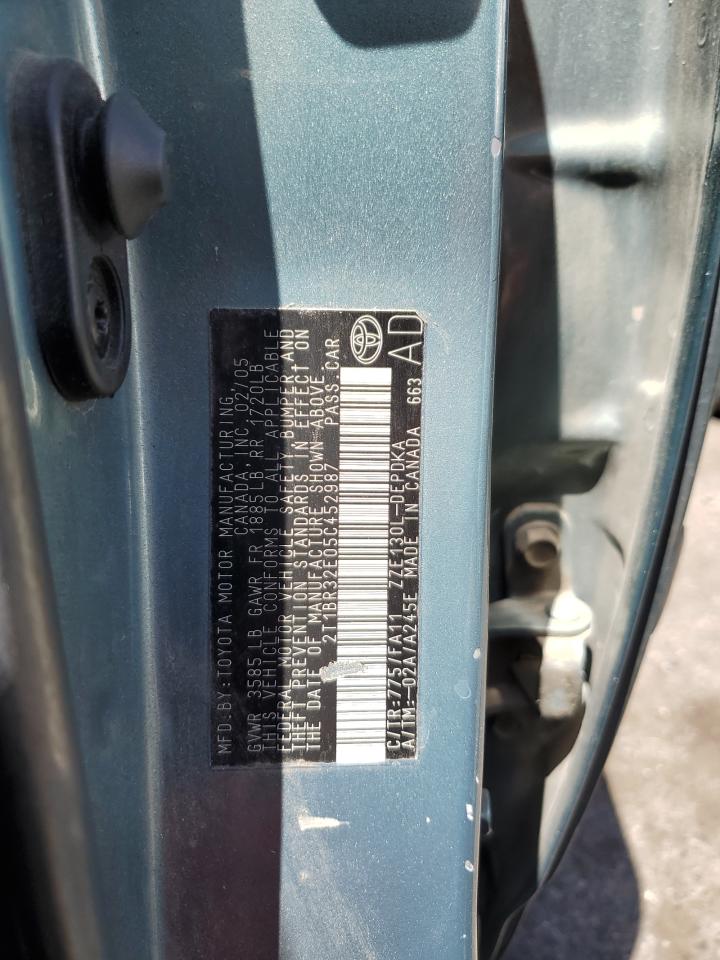 MFD.BY:TOYOTA MOTOR MANUFACTURING
CANADA, INC. 02/05
GVWR 3585LB GAWR FR 1885LB RR 1720LB
THIS VEHICLE CONFORMS TO ALL APPLICABLE
FEDERAL MOTOR VEHICLE SAFETY, BUMPER AND
THEFT PREVENTION STANDARDS IN EFFECT ON
THE DATE OF MANUFACTURE SHOWN ABOVE.
2T1BR32E05C452987 PASS CAR
C/TR:775/FA11 ZZE130L-DEPDKA
A/TM:-02A/A245E MADE IN CANADA 663
AD